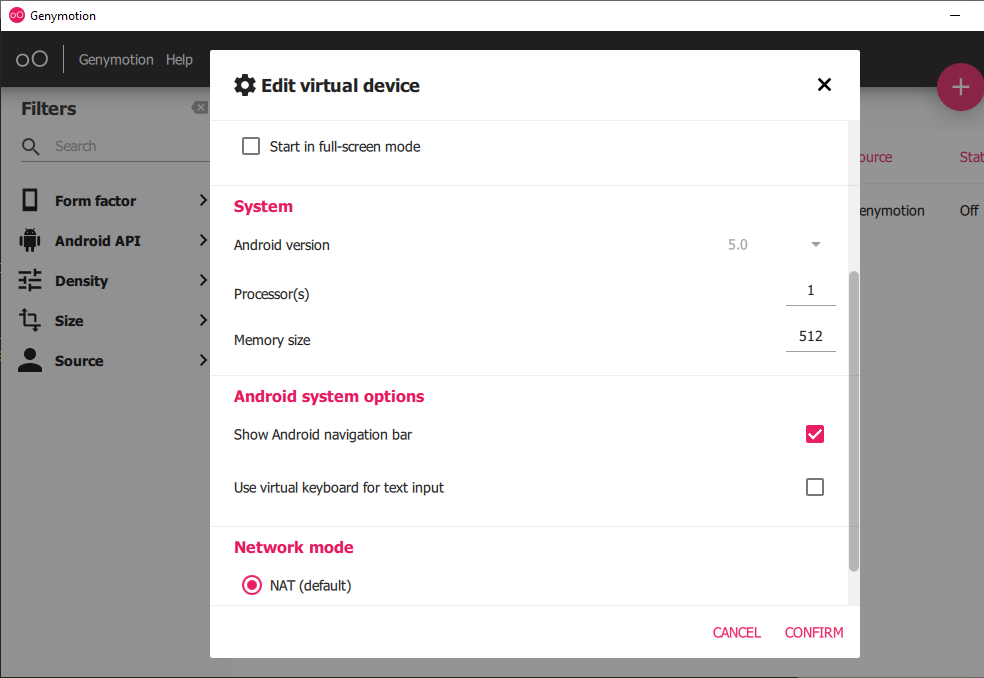 Genymotion
Genymotion Help
Filters
Search
Form factor
Android API
Density
Size
Source
Edit virtual device
Start in full-screen mode
System
Android version 5.0
Processor(s) 1
Memory size 512
Android system options
Show Android navigation bar
Use virtual keyboard for text input
Network mode
NAT (default)
CANCEL CONFIRM
ource Stat
enymotion Off